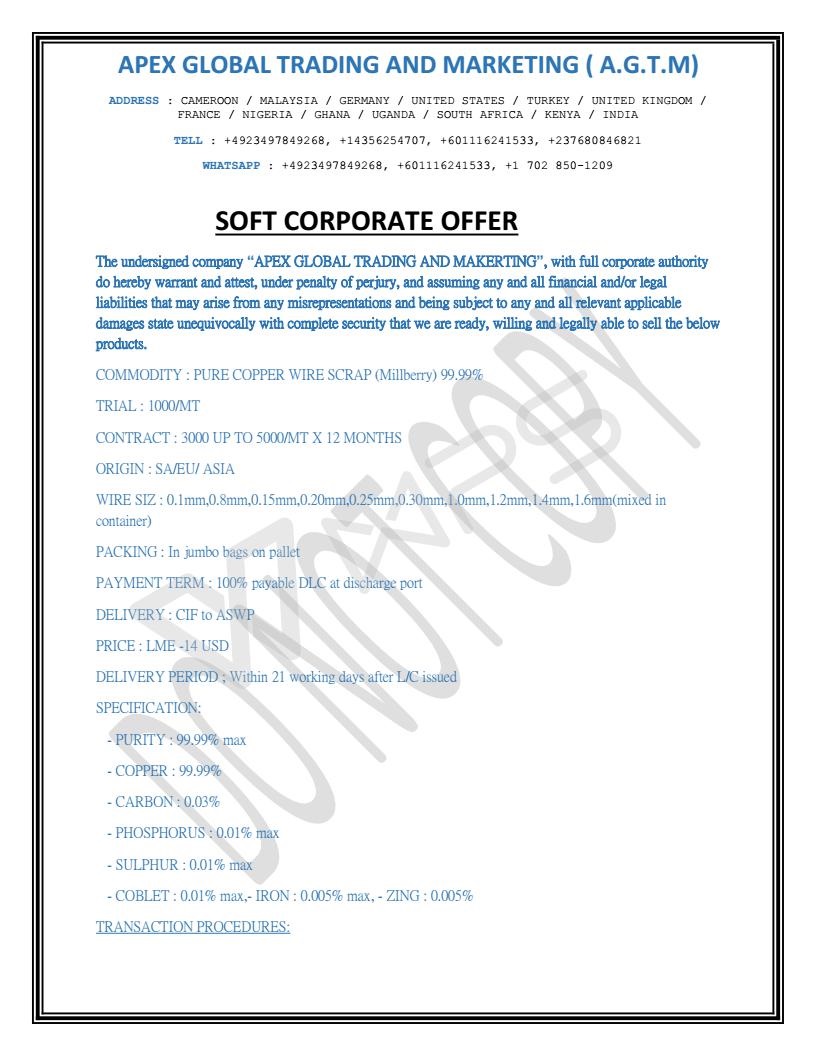 APEX GLOBAL TRADING AND MARKETING ( A.G.T.M)
ADDRESS : CAMEROON / MALAYSIA / GERMANY / UNITED STATES / TURKEY / UNITED KINGDOM /
FRANCE / NIGERIA / GHANA / UGANDA / SOUTH AFRICA / KENYA / INDIA
TELL : +4923497849268, +14356254707, +601116241533, +237680846821
WHATSAPP : +4923497849268, +601116241533, +1 702 850-1209
SOFT CORPORATE OFFER
The undersigned company “APEX GLOBAL TRADING AND MAKERTING”, with full corporate authority
do hereby warrant and attest, under penalty of perjury, and assuming any and all financial and/or legal
liabilities that may arise from any misrepresentations and being subject to any and all relevant applicable
damages state unequivocally with complete security that we are ready, willing and legally able to sell the below
products.
COMMODITY : PURE COPPER WIRE SCRAP (Millberry) 99.99%
TRIAL : 1000/MT
CONTRACT : 3000 UP TO 5000/MT X 12 MONTHS
ORIGIN : SA/EU/ ASIA
WIRE SIZ : 0.1mm,0.8mm,0.15mm,0.20mm,0.25mm,0.30mm,1.0mm,1.2mm,1.4mm,1.6mm(mixed in
container)
PACKING : In jumbo bags on pallet
PAYMENT TERM : 100% payable DLC at discharge port
DELIVERY : CIF to ASWP
PRICE : LME -14 USD
DELIVERY PERIOD ; Within 21 working days after L/C issued
SPECIFICATION:
- PURITY : 99.99% max
- COPPER : 99.99%
- CARBON : 0.03%
- PHOSPHORUS : 0.01% max
- SULPHUR : 0.01% max
- COBLET : 0.01% max,- IRON : 0.005% max, - ZING : 0.005%
TRANSACTION PROCEDURES:
DO NOT COPY
WPS